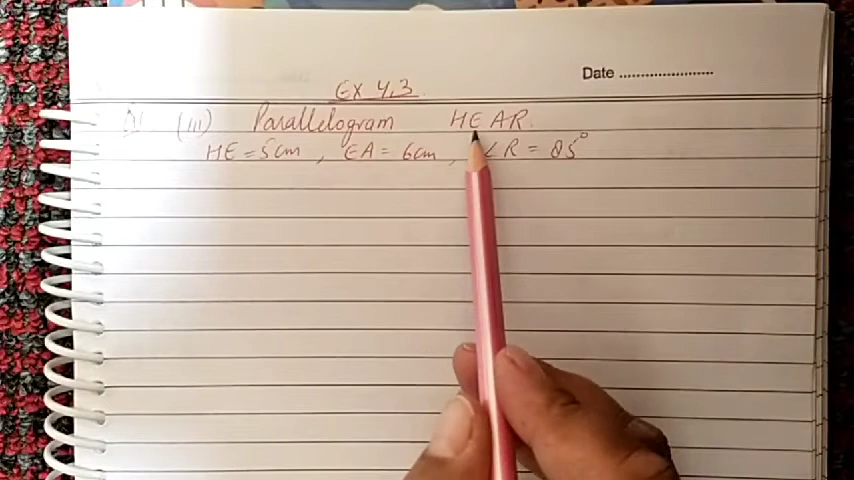 Date ........................
Ex 4.3
Q1 (iii) Parallelogram HEAR.
HE = 5cm , EA = 6cm , ∠R = 85°